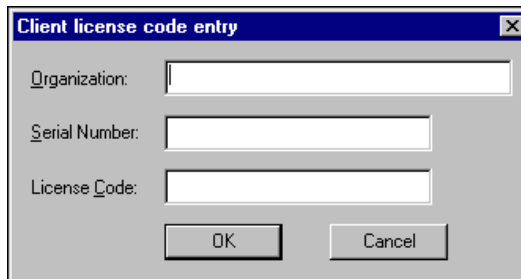 Client license code entry
Organization:
Serial Number:
License Code:
OK Cancel